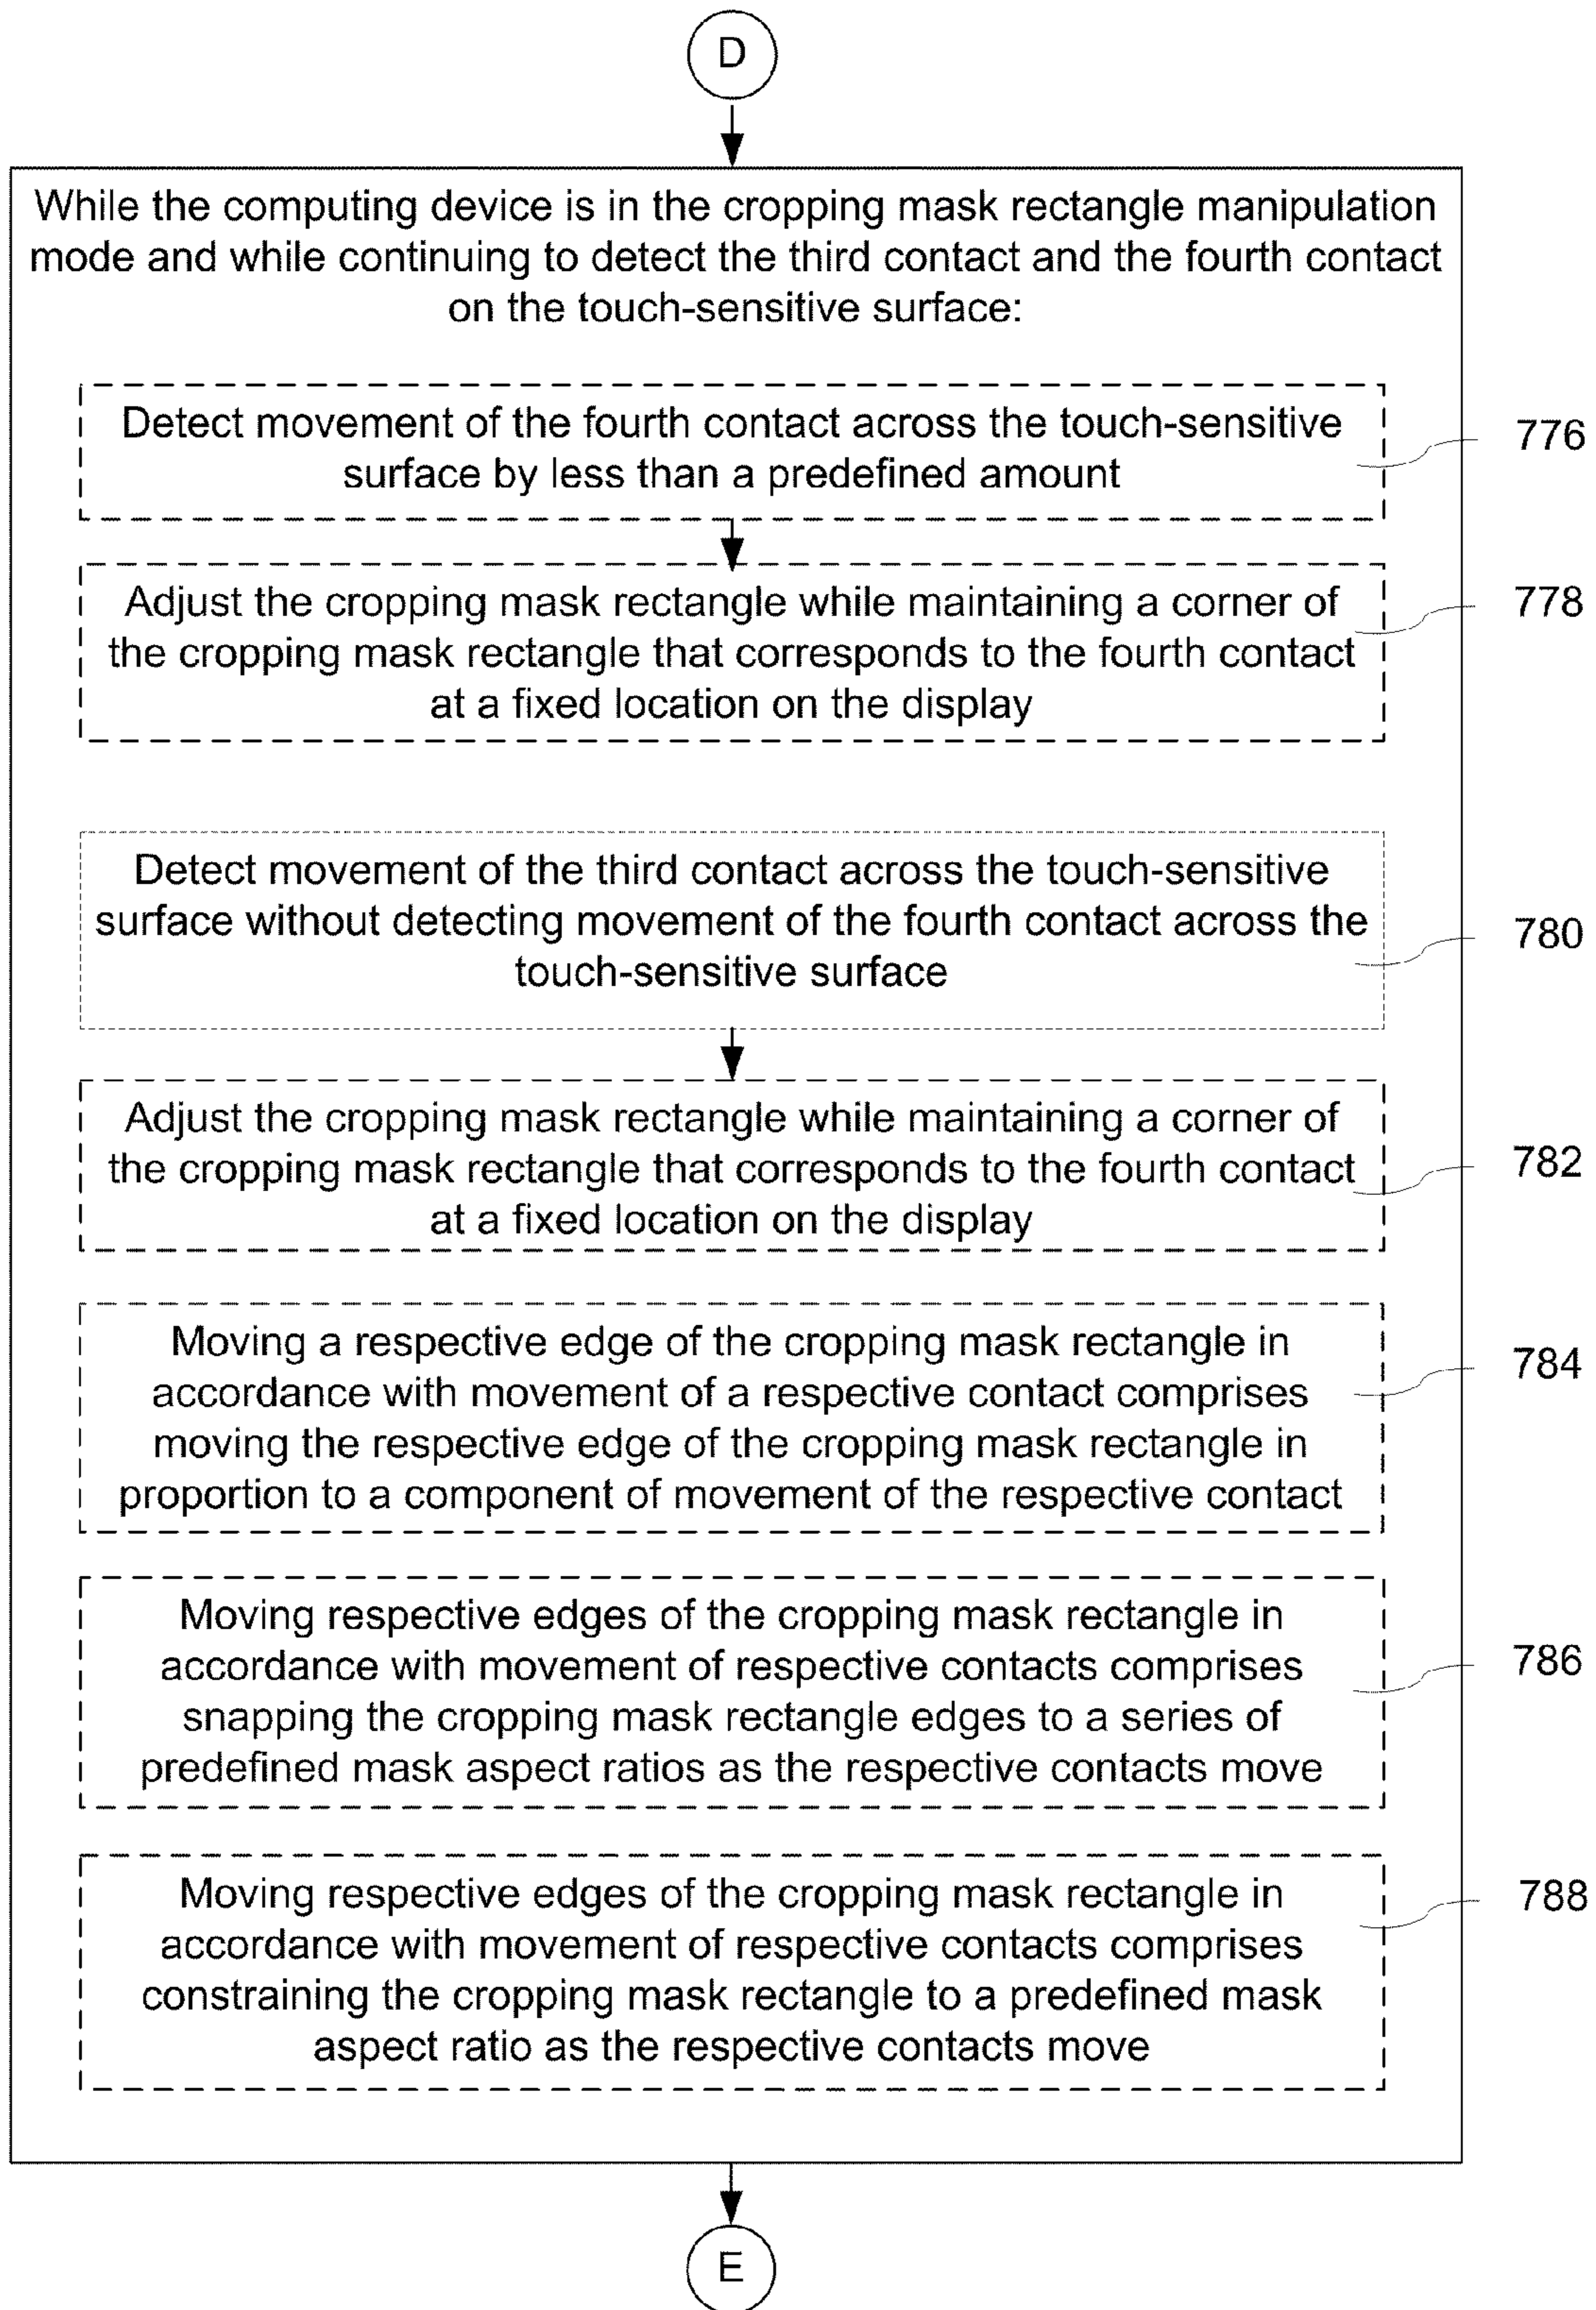 D
While the computing device is in the cropping mask rectangle manipulation
mode and while continuing to detect the third contact and the fourth contact
on the touch-sensitive surface:
Detect movement of the fourth contact across the touch-sensitive
surface by less than a predefined amount
776
Adjust the cropping mask rectangle while maintaining a corner of
the cropping mask rectangle that corresponds to the fourth contact
at a fixed location on the display
778
Detect movement of the third contact across the touch-sensitive
surface without detecting movement of the fourth contact across the
touch-sensitive surface
780
Adjust the cropping mask rectangle while maintaining a corner of
the cropping mask rectangle that corresponds to the fourth contact
at a fixed location on the display
782
Moving a respective edge of the cropping mask rectangle in
accordance with movement of a respective contact comprises
moving the respective edge of the cropping mask rectangle in
proportion to a component of movement of the respective contact
784
Moving respective edges of the cropping mask rectangle in
accordance with movement of respective contacts comprises
snapping the cropping mask rectangle edges to a series of
predefined mask aspect ratios as the respective contacts move
786
Moving respective edges of the cropping mask rectangle in
accordance with movement of respective contacts comprises
constraining the cropping mask rectangle to a predefined mask
aspect ratio as the respective contacts move
788
E